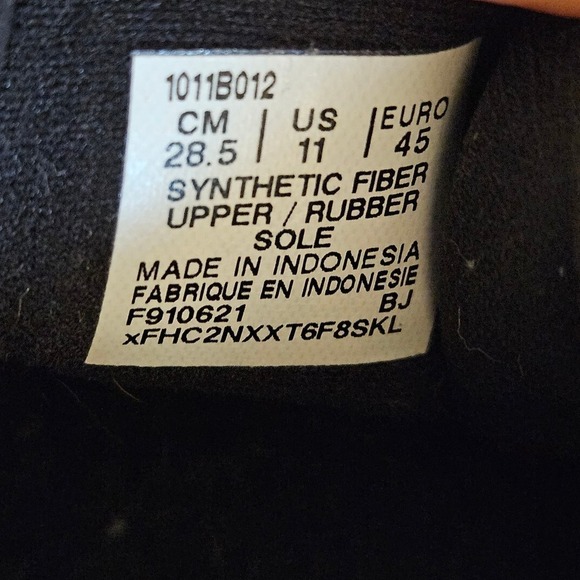 1011B012
CM | US | EURO
28.5 | 11 | 45
SYNTHETIC FIBER
UPPER / RUBBER
SOLE
MADE IN INDONESIA
FABRIQUE EN INDONESIE
F910621 BJ
xFHC2NXXT6F8SKL